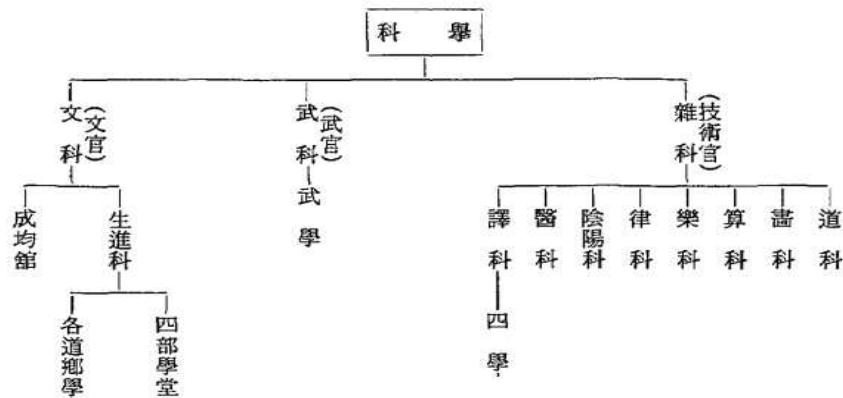 科 擧
文 科
(文官)
武 科
(武官)
雜 科
(技術官)
成均舘
生進科
武 學
譯 科
醫 科
陰陽科
律 科
樂 科
算 科
畵 科
道 科
各道鄕學
四部學堂
四 學